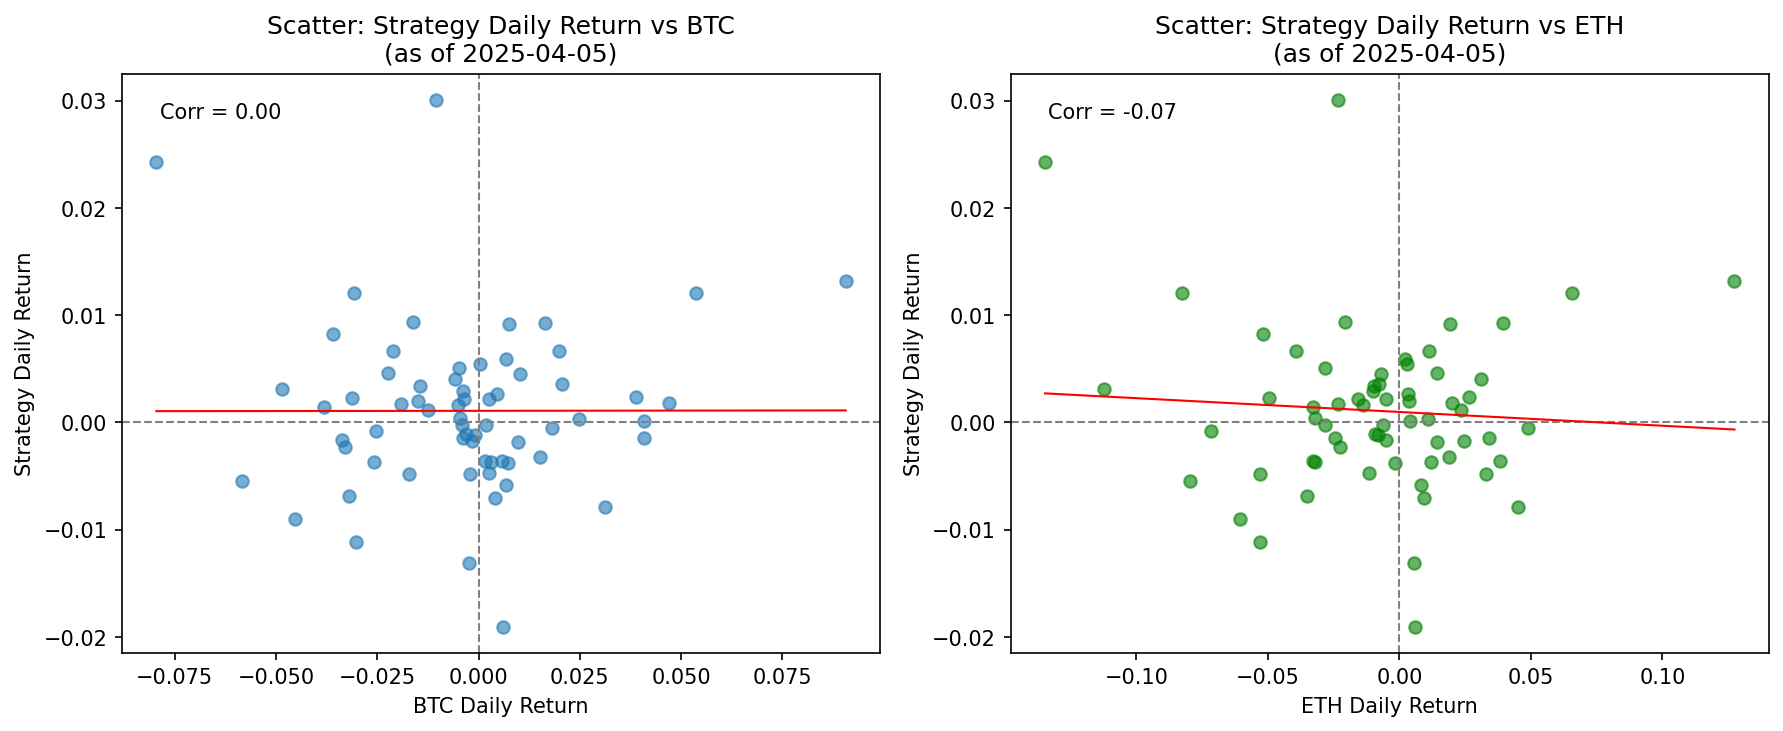 Scatter: Strategy Daily Return vs BTC
(as of 2025-04-05)
Corr = 0.00
Strategy Daily Return
0.03
0.02
0.01
0.00
−0.01
−0.02
−0.075
−0.050
−0.025
0.000
0.025
0.050
0.075
BTC Daily Return
Scatter: Strategy Daily Return vs ETH
(as of 2025-04-05)
Corr = -0.07
Strategy Daily Return
0.03
0.02
0.01
0.00
−0.01
−0.02
−0.10
−0.05
0.00
0.05
0.10
ETH Daily Return